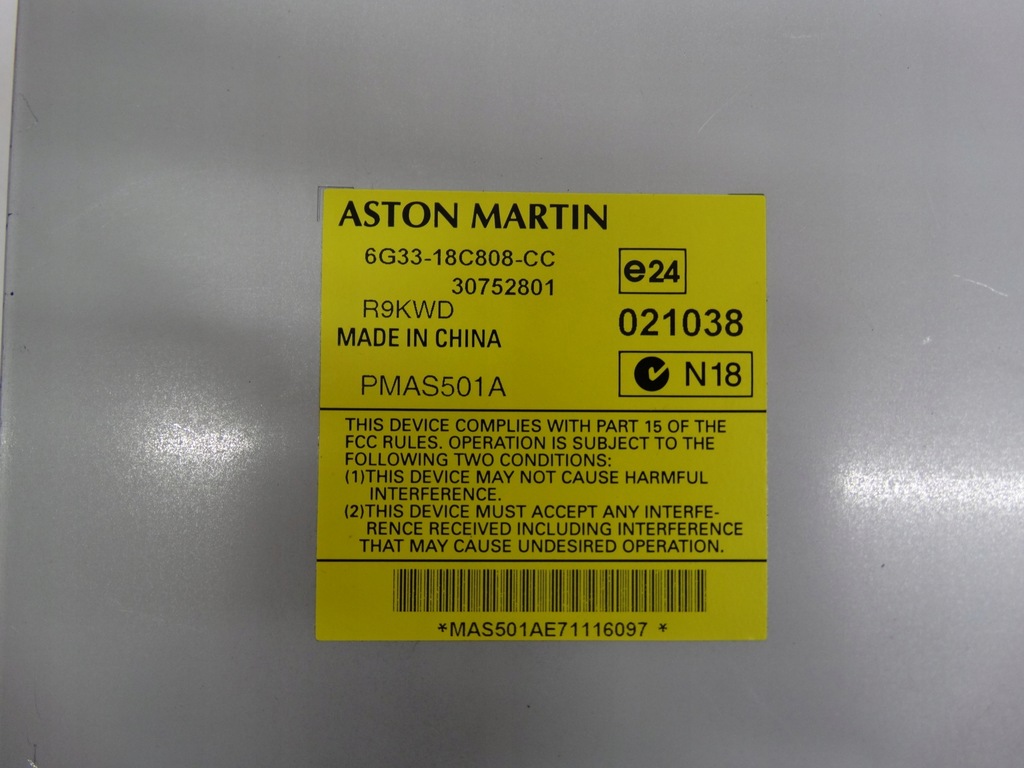 ASTON MARTIN
6G33-18C808-CC
30752801
R9KWD
MADE IN CHINA
PMAS501A
e24
021038
N18
THIS DEVICE COMPLIES WITH PART 15 OF THE
FCC RULES. OPERATION IS SUBJECT TO THE
FOLLOWING TWO CONDITIONS:
(1)THIS DEVICE MAY NOT CAUSE HARMFUL
INTERFERENCE.
(2)THIS DEVICE MUST ACCEPT ANY INTERFE-
RENCE RECEIVED INCLUDING INTERFERENCE
THAT MAY CAUSE UNDESIRED OPERATION.
*MAS501AE71116097 *